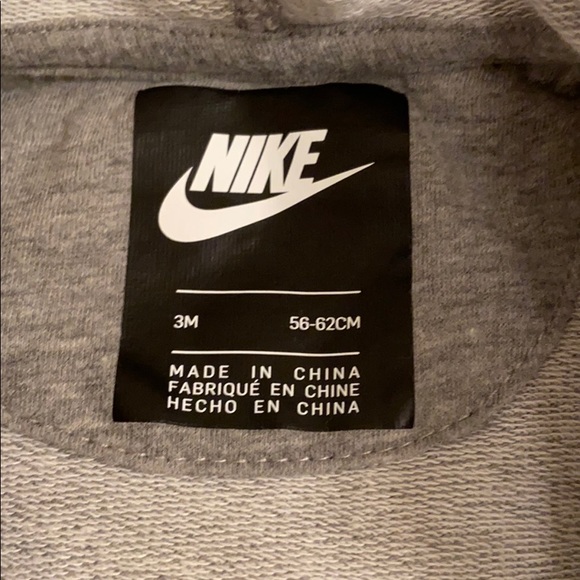 NIKE
3M 56-62CM
MADE IN CHINA
FABRIQUÉ EN CHINE
HECHO EN CHINA